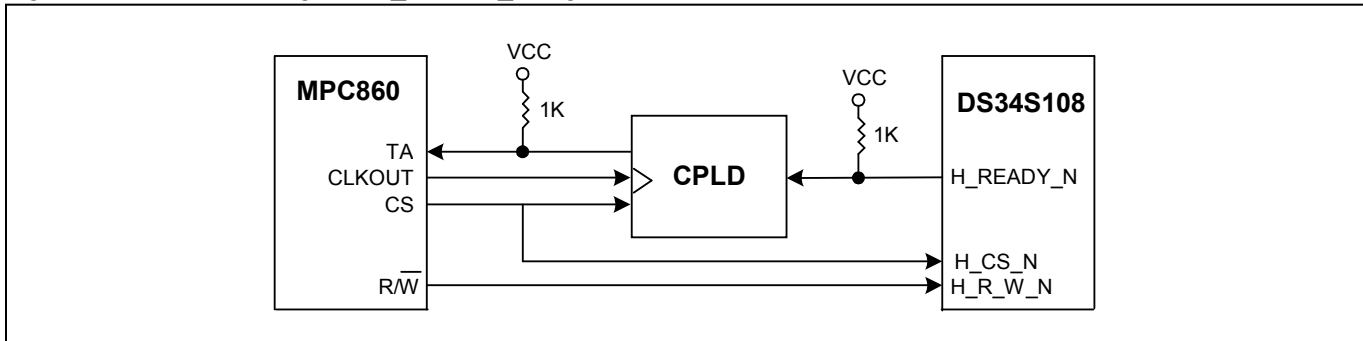 MPC860
TA
CLKOUT
CS
R/W̅
VCC
1K
CPLD
VCC
1K
DS34S108
H_READY_N
H_CS_N
H_R_W_N